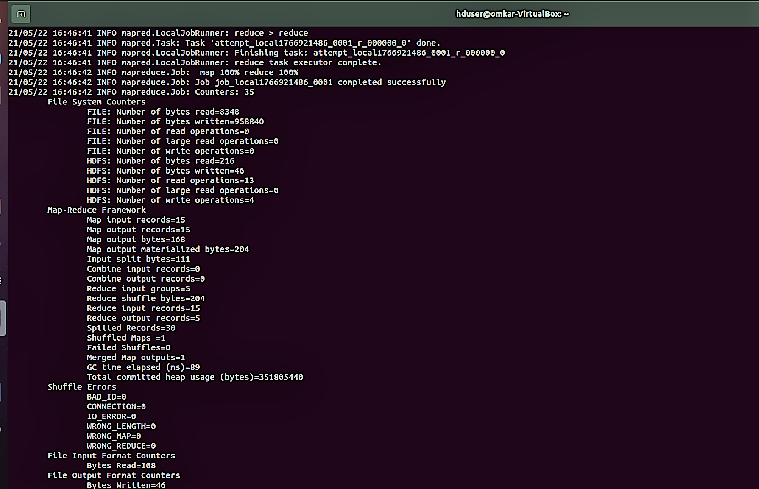 hduser@omkar-VirtualBox: ~
21/05/22 16:46:41 INFO mapred.LocalJobRunner: reduce > reduce
21/05/22 16:46:41 INFO mapred.Task: Task 'attempt_local1766921486_0001_r_000000_0' done.
21/05/22 16:46:41 INFO mapred.LocalJobRunner: Finishing task: attempt_local1766921486_0001_r_000000_0
21/05/22 16:46:41 INFO mapred.LocalJobRunner: reduce task executor complete.
21/05/22 16:46:42 INFO mapreduce.Job:  map 100% reduce 100%
21/05/22 16:46:42 INFO mapreduce.Job: Job job_local1766921486_0001 completed successfully
21/05/22 16:46:42 INFO mapreduce.Job: Counters: 35
File System Counters
FILE: Number of bytes read=8348
FILE: Number of bytes written=958840
FILE: Number of read operations=0
FILE: Number of large read operations=0
FILE: Number of write operations=0
HDFS: Number of bytes read=216
HDFS: Number of bytes written=46
HDFS: Number of read operations=13
HDFS: Number of large read operations=0
HDFS: Number of write operations=4
Map-Reduce Framework
Map input records=15
Map output records=15
Map output bytes=168
Map output materialized bytes=204
Input split bytes=111
Combine input records=0
Combine output records=0
Reduce input groups=5
Reduce shuffle bytes=204
Reduce input records=15
Reduce output records=5
Spilled Records=30
Shuffled Maps =1
Failed Shuffles=0
Merged Map outputs=1
GC time elapsed (ms)=89
Total committed heap usage (bytes)=351805440
Shuffle Errors
BAD_ID=0
CONNECTION=0
IO_ERROR=0
WRONG_LENGTH=0
WRONG_MAP=0
WRONG_REDUCE=0
File Input Format Counters
Bytes Read=108
File Output Format Counters
Bytes Written=46